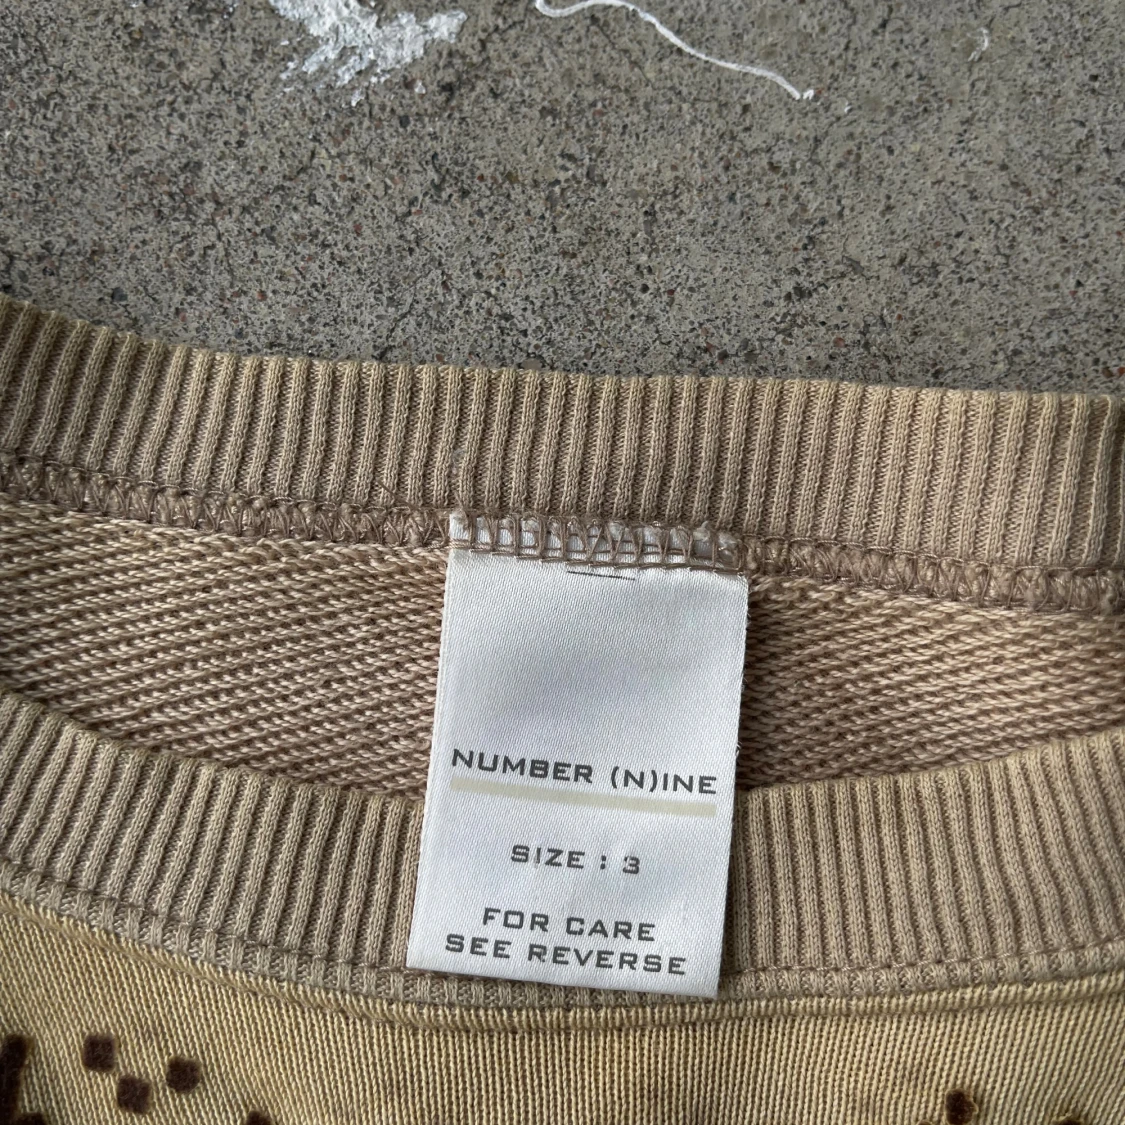 NUMBER (N)INE
SIZE : 3
FOR CARE
SEE REVERSE